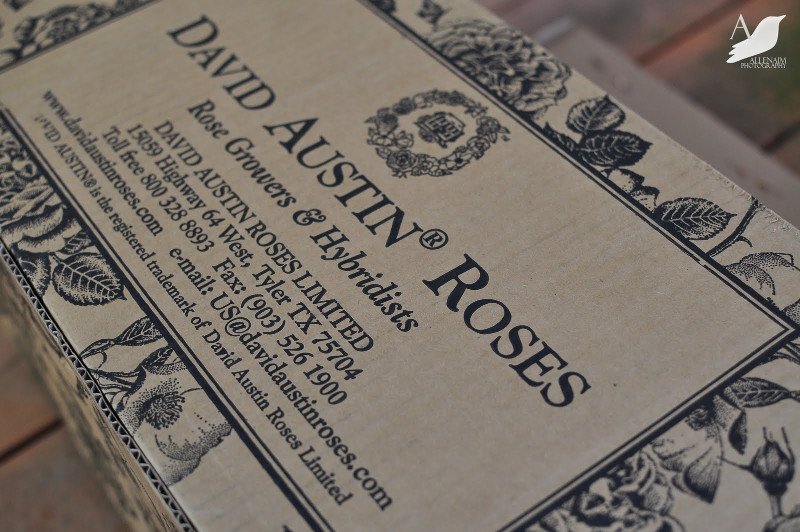 DAVID AUSTIN® ROSES
Rose Growers & Hybridists
DAVID AUSTIN ROSES LIMITED
15059 Highway 64 West, Tyler TX 75704
Toll free 800 328 8893 Fax: (903) 526 1900
www.davidaustinroses.com e-mail: US@davidaustinroses.com
DAVID AUSTIN® is the registered trademark of David Austin Roses Limited
A
ALLENAIM
PHOTOGRAPHY